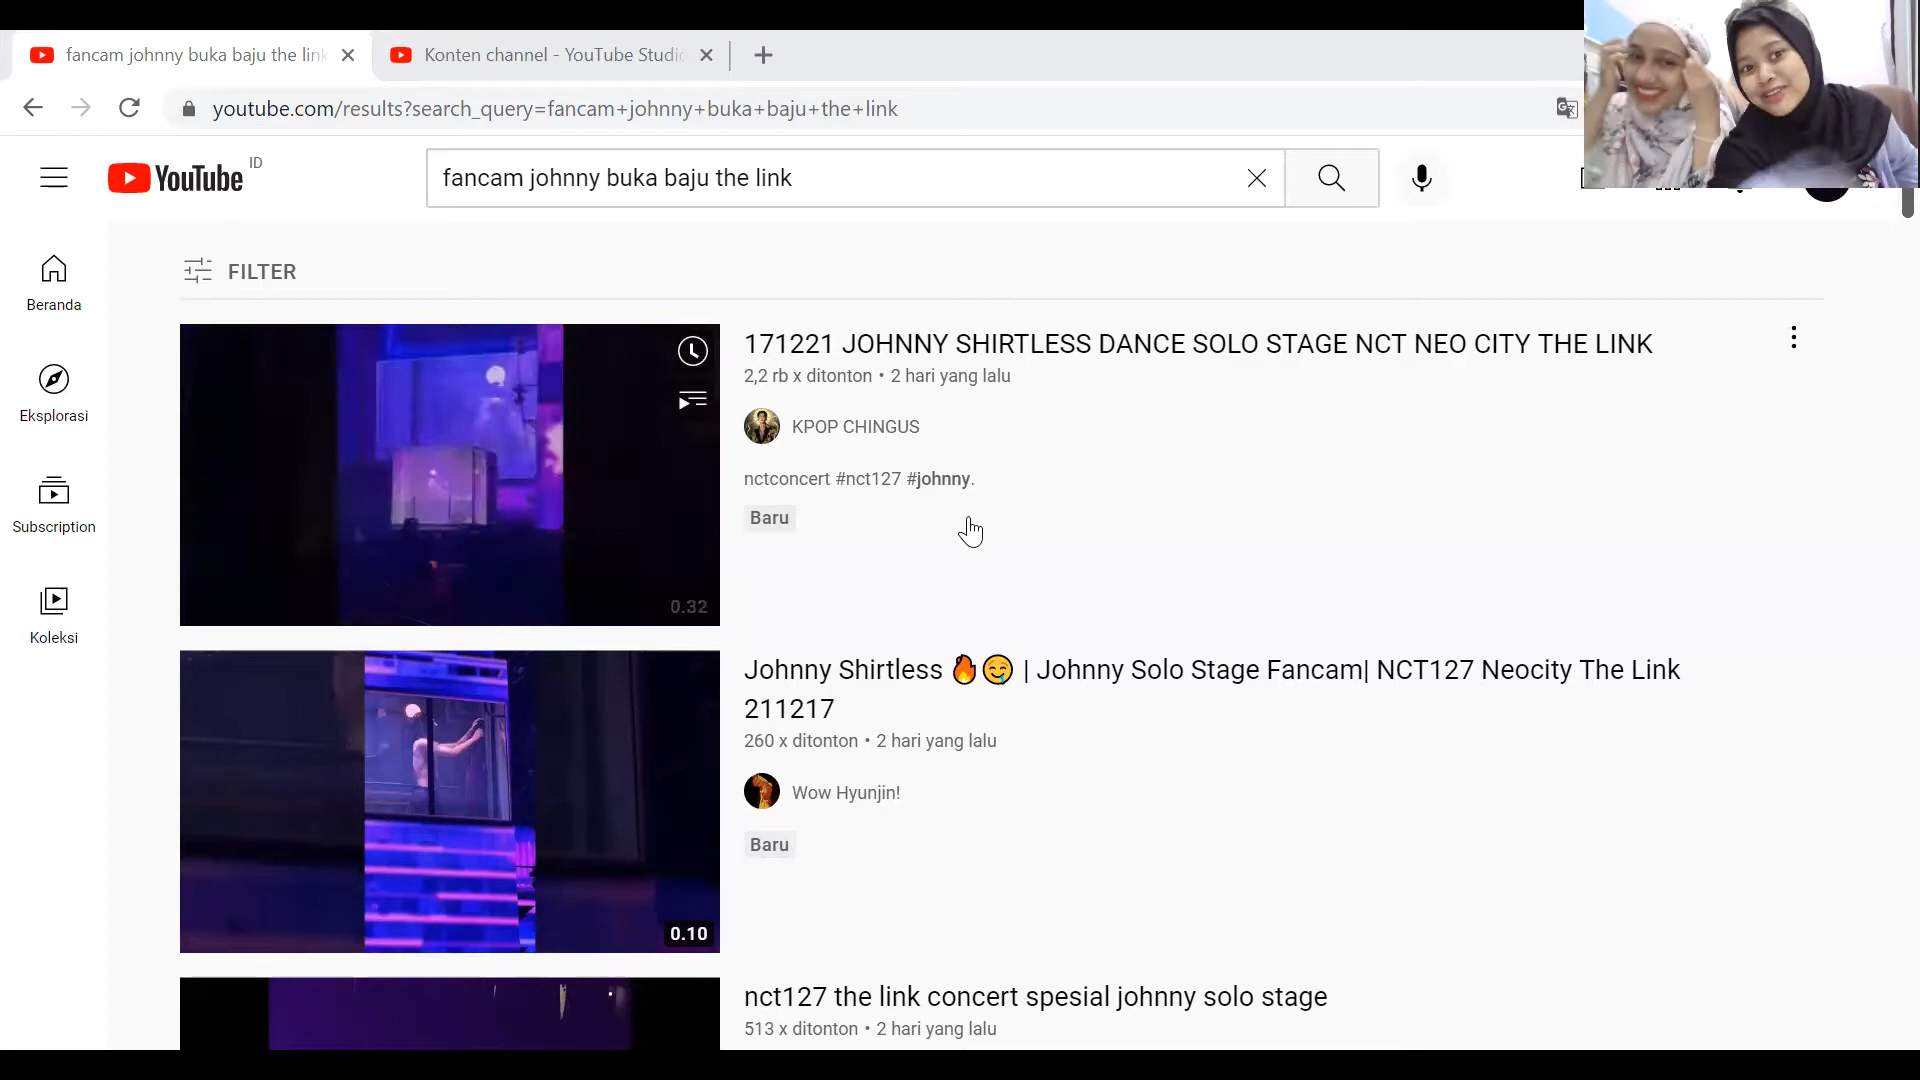 fancam johnny buka baju the lin
Konten channel - YouTube Studi
youtube.com/results?search_query=fancam+johnny+buka+baju+the+link
YouTube ID
fancam johnny buka baju the link
FILTER
Beranda
Eksplorasi
Subscription
Koleksi
0.32
171221 JOHNNY SHIRTLESS DANCE SOLO STAGE NCT NEO CITY THE LINK
2,2 rb x ditonton • 2 hari yang lalu
KPOP CHINGUS
nctconcert #nct127 #johnny.
Baru
0.10
Johnny Shirtless 🔥🤤 | Johnny Solo Stage Fancam| NCT127 Neocity The Link
211217
260 x ditonton • 2 hari yang lalu
Wow Hyunjin!
Baru
nct127 the link concert spesial johnny solo stage
513 x ditonton • 2 hari yang lalu